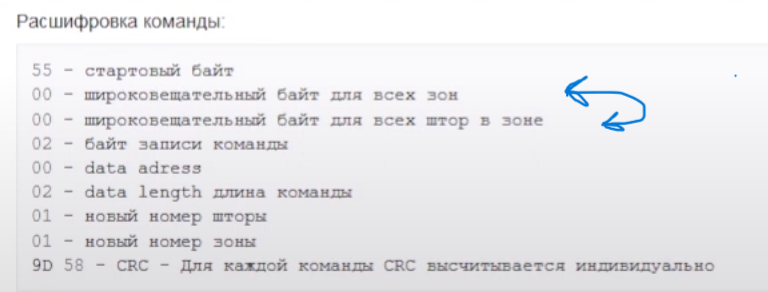 Расшифровка команды:
55 - стартовый байт
00 - широковещательный байт для всех зон
00 - широковещательный байт для всех штор в зоне
02 - байт записи команды
00 - data adress
02 - data length длина команды
01 - новый номер шторы
01 - новый номер зоны
9D 58 - CRC - Для каждой команды CRC высчитывается индивидуально